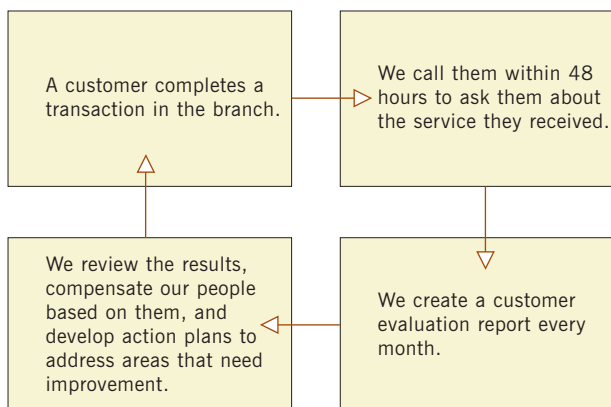 A customer completes a
transaction in the branch.
We call them within 48
hours to ask them about
the service they received.
We create a customer
evaluation report every
month.
We review the results,
compensate our people
based on them, and
develop action plans to
address areas that need
improvement.